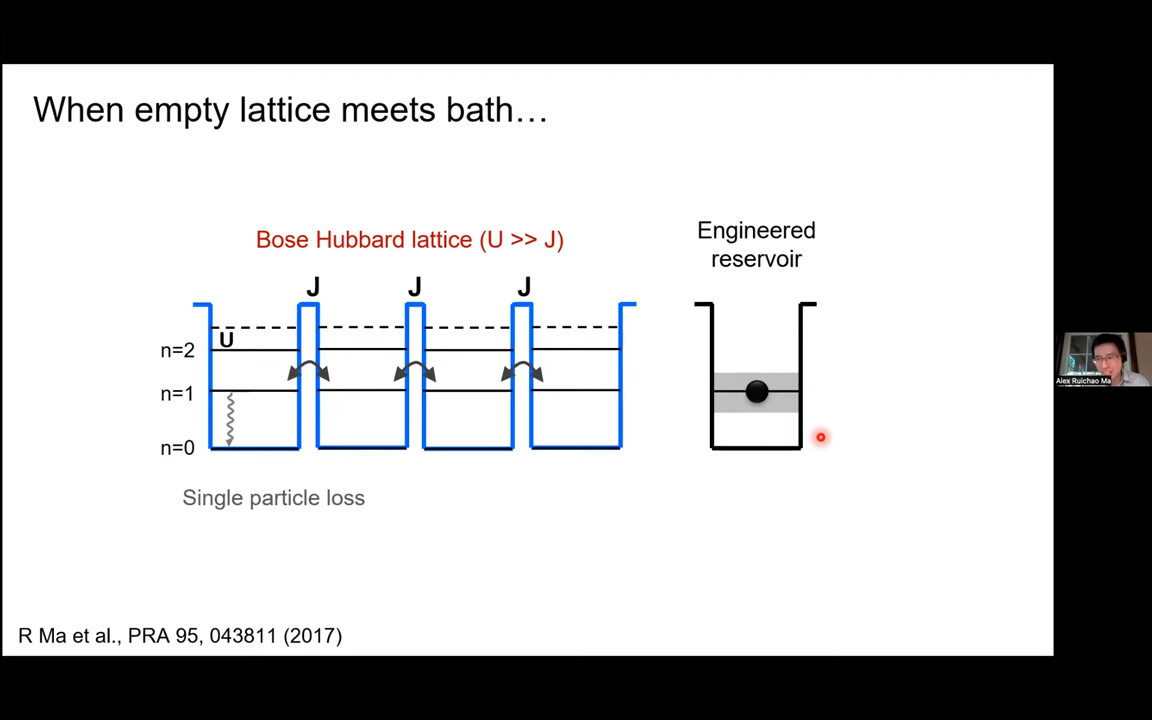 When empty lattice meets bath…
Bose Hubbard lattice (U >> J)
Engineered
reservoir
J J J
U
n=2
n=1
n=0
Single particle loss
R Ma et al., PRA 95, 043811 (2017)
Alex Ruichao Ma